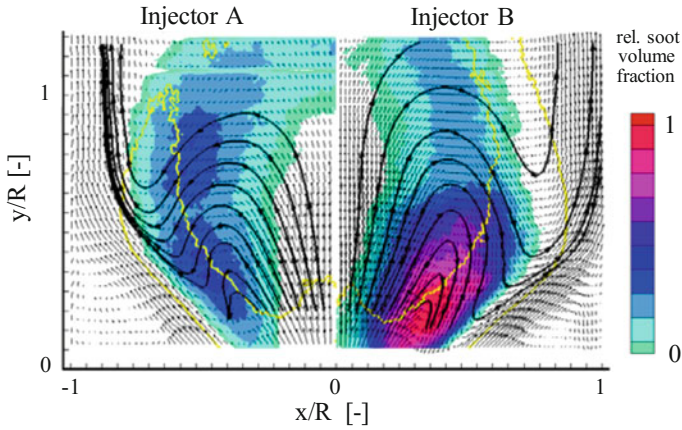 Injector A
Injector B
rel. soot
volume
fraction
1
y/R [-]
0
-1
0
1
x/R [-]
1
0